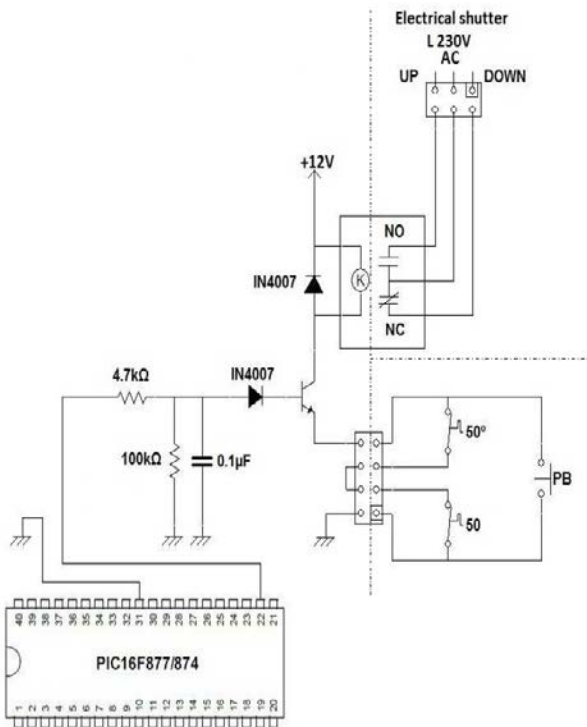 Electrical shutter
L 230V
AC
UP
DOWN
+12V
NO
IN4007
K
NC
4.7kΩ
IN4007
100kΩ
0.1µF
50º
PB
50
40 39 38 37 36 35 34 33 32 31 30 29 28 27 26 25 24 23 22 21
PIC16F877/874
1 2 3 4 5 6 7 8 9 10 11 12 13 14 15 16 17 18 19 20